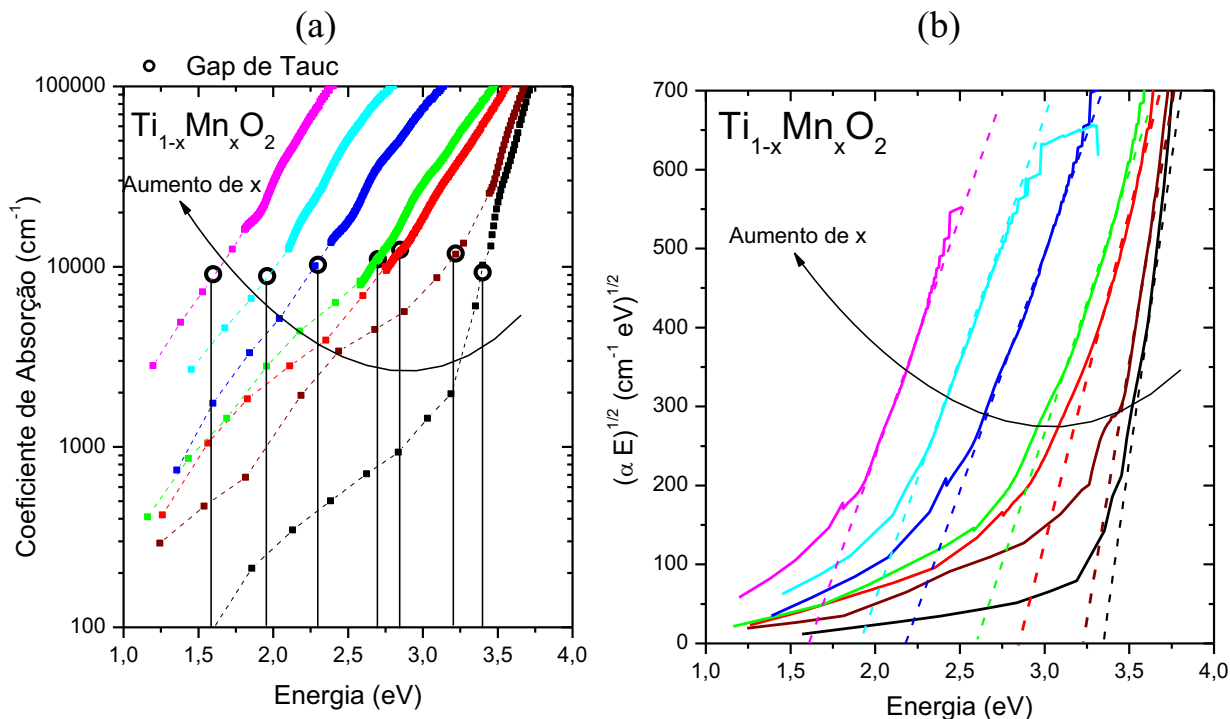 (a)
Gap de Tauc
100000
Ti1-xMnxO2
Aumento de x
10000
1000
100
Coeficiente de Absorção (cm-1)
1,0 1,5 2,0 2,5 3,0 3,5 4,0
Energia (eV)
(b)
700
Ti1-xMnxO2
600
500
Aumento de x
400
300
200
100
0
(α E)1/2 (cm-1 eV)1/2
1,0 1,5 2,0 2,5 3,0 3,5 4,0
Energia (eV)